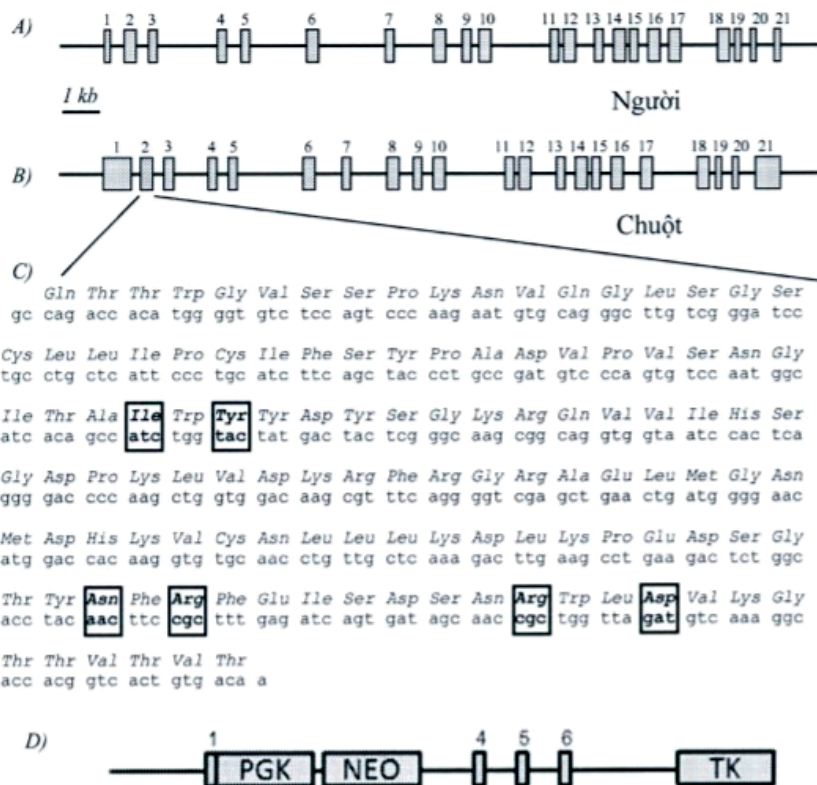 A)
1 2 3 4 5 6 7 8 9 10 11 12 13 14 15 16 17 18 19 20 21
1 kb
Người
B)
1 2 3 4 5 6 7 8 9 10 11 12 13 14 15 16 17 18 19 20 21
Chuột
C)
Gln Thr Thr Trp Gly Val Ser Ser Pro Lys Asn Val Gln Gly Leu Ser Gly Ser
gc cag acc aca tgg ggt gtc tcc agt ccc aag aat gtg cag ggc ttg tcg gga tcc
Cys Leu Leu Ile Pro Cys Ile Phe Ser Tyr Pro Ala Asp Val Pro Val Ser Asn Gly
tgc ctg ctc att ccc tgc atc ttc agc tac cct gcc gat gtc cca gtg tcc aat ggc
Ile Thr Ala Ile Trp Tyr Tyr Asp Tyr Ser Gly Lys Arg Gln Val Val Ile His Ser
atc aca gcc atc tgg tac tat gac tac tcg ggc aag cgg cag gtg gta atc cac tca
Gly Asp Pro Lys Leu Val Asp Lys Arg Phe Arg Gly Arg Ala Glu Leu Met Gly Asn
ggg gac ccc aag ctg gtg gac aag cgt ttc agg ggt cga gct gaa ctg atg ggg aac
Met Asp His Lys Val Cys Asn Leu Leu Leu Lys Asp Leu Lys Pro Glu Asp Ser Gly
atg gac cac aag gtg tgc aac ctg ttg ctc aaa gac ttg aag cct gaa gac tct ggc
Thr Tyr Asn Phe Arg Phe Glu Ile Ser Asp Ser Asn Arg Trp Leu Asp Val Lys Gly
acc tac aac ttc cgc ttt gag atc agt gat agc aac cgc tgg tta gat gtc aaa ggc
Thr Thr Val Thr Val Thr
acc acg gtc act gtg aca a
D)
1 4 5 6
PGK NEO TK